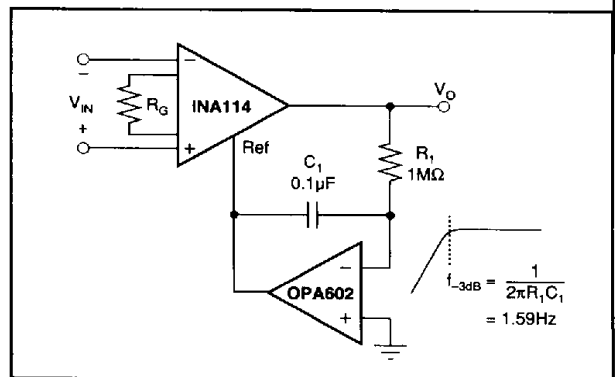 −
V_IN
+
R_G
−
INA114
+
Ref
V_O
R_1
1MΩ
C_1
0.1µF
−
OPA602
+
f_−3dB = 1 / 2πR_1C_1
= 1.59Hz